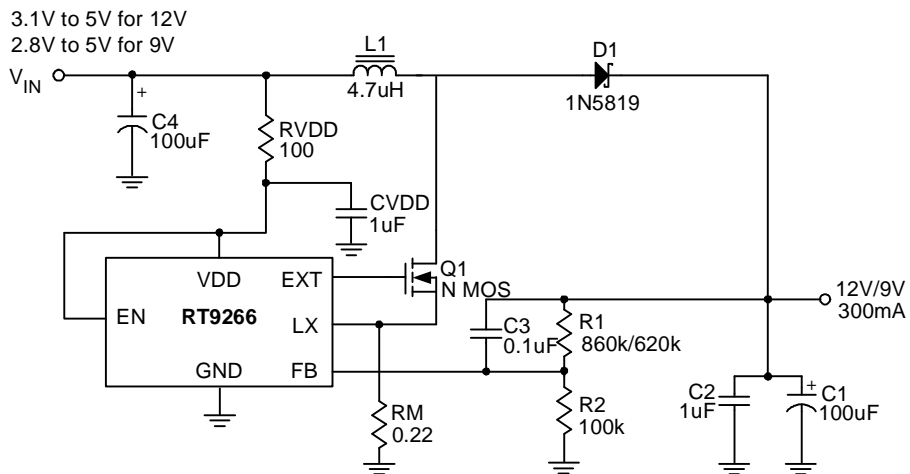 3.1V to 5V for 12V
2.8V to 5V for 9V
VIN
L1
4.7uH
D1
1N5819
+
C4
100uF
RVDD
100
CVDD
1uF
VDD
EXT
Q1
N MOS
EN
RT9266
LX
GND
FB
C3
0.1uF
R1
860k/620k
12V/9V
300mA
RM
0.22
R2
100k
C2
1uF
+
C1
100uF